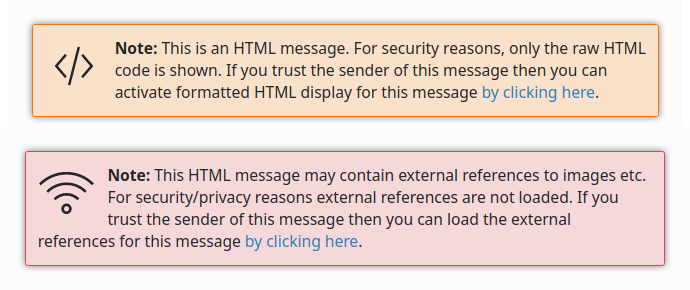 Note: This is an HTML message. For security reasons, only the raw HTML
code is shown. If you trust the sender of this message then you can
activate formatted HTML display for this message by clicking here.
Note: This HTML message may contain external references to images etc.
For security/privacy reasons external references are not loaded. If you
trust the sender of this message then you can load the external
references for this message by clicking here.